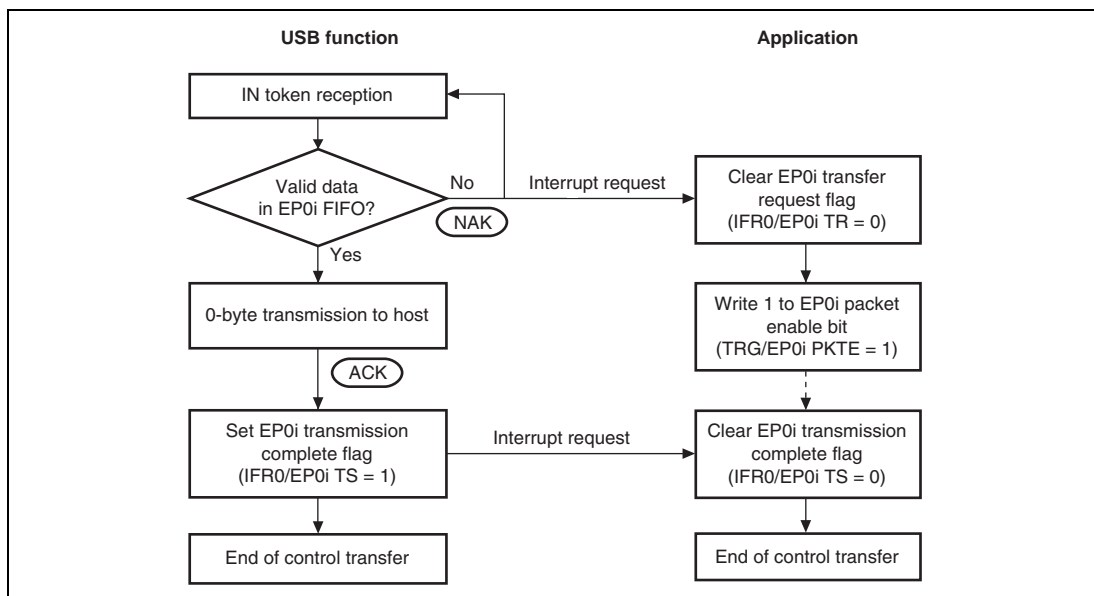 USB function
Application
IN token reception
Valid data
in EP0i FIFO?
No
NAK
Interrupt request
Clear EP0i transfer
request flag
(IFR0/EP0i TR = 0)
Yes
0-byte transmission to host
Write 1 to EP0i packet
enable bit
(TRG/EP0i PKTE = 1)
ACK
Set EP0i transmission
complete flag
(IFR0/EP0i TS = 1)
Interrupt request
Clear EP0i transmission
complete flag
(IFR0/EP0i TS = 0)
End of control transfer
End of control transfer